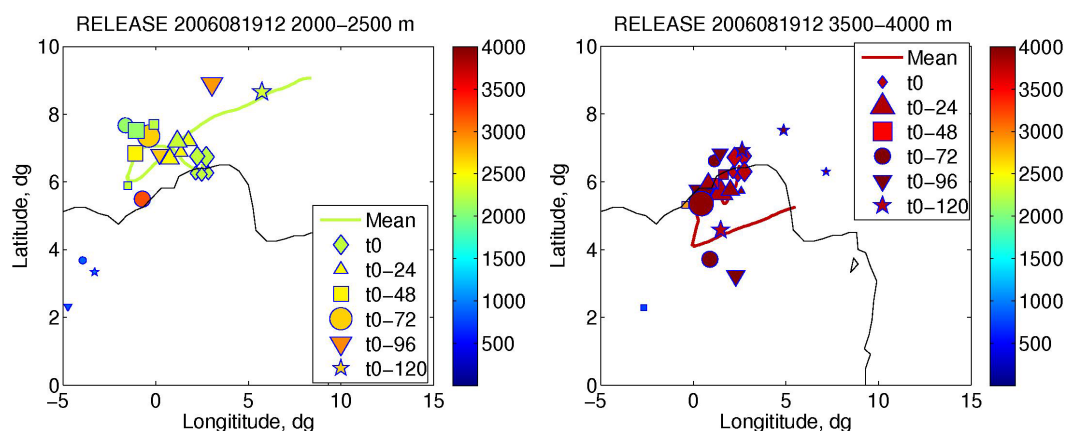 RELEASE 2006081912 2000−2500 m
10
8
6
4
2
0
−5
0
5
10
15
Latitude, dg
Longititude, dg
Mean
t0
t0−24
t0−48
t0−72
t0−96
t0−120
4000
3500
3000
2500
2000
1500
1000
500
RELEASE 2006081912 3500−4000 m
10
8
6
4
2
0
−5
0
5
10
15
Latitude, dg
Longititude, dg
Mean
t0
t0−24
t0−48
t0−72
t0−96
t0−120
4000
3500
3000
2500
2000
1500
1000
500